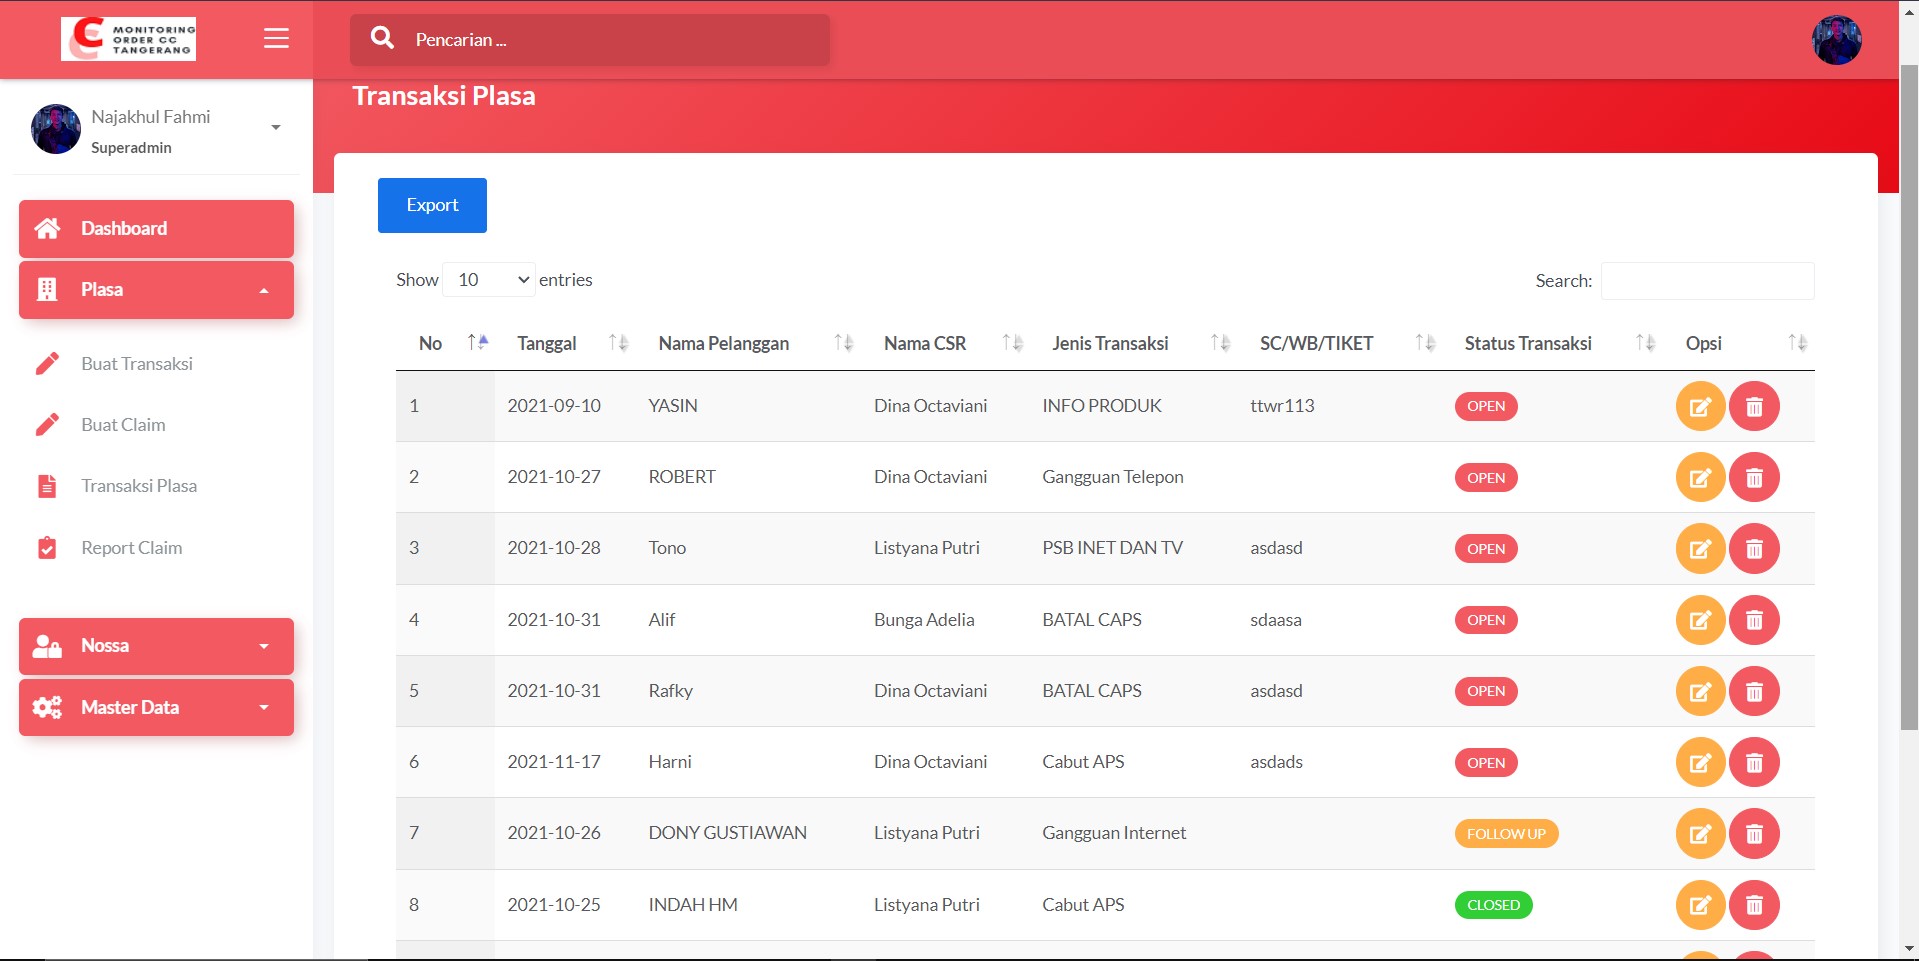 MONITORING
ORDER CC
TANGERANG
Pencarian ...
Najakhul Fahmi
Superadmin
Dashboard
Plasa
Buat Transaksi
Buat Claim
Transaksi Plasa
Report Claim
Nossa
Master Data
Transaksi Plasa
Export
Show 10 entries
Search:
No Tanggal Nama Pelanggan Nama CSR Jenis Transaksi SC/WB/TIKET Status Transaksi Opsi
1 2021-09-10 YASIN Dina Octaviani INFO PRODUK ttwr113 OPEN
2 2021-10-27 ROBERT Dina Octaviani Gangguan Telepon OPEN
3 2021-10-28 Tono Listyana Putri PSB INET DAN TV asdasd OPEN
4 2021-10-31 Alif Bunga Adelia BATAL CAPS sdaasa OPEN
5 2021-10-31 Rafky Dina Octaviani BATAL CAPS asdasd OPEN
6 2021-11-17 Harni Dina Octaviani Cabut APS asdads OPEN
7 2021-10-26 DONY GUSTIAWAN Listyana Putri Gangguan Internet FOLLOW UP
8 2021-10-25 INDAH HM Listyana Putri Cabut APS CLOSED